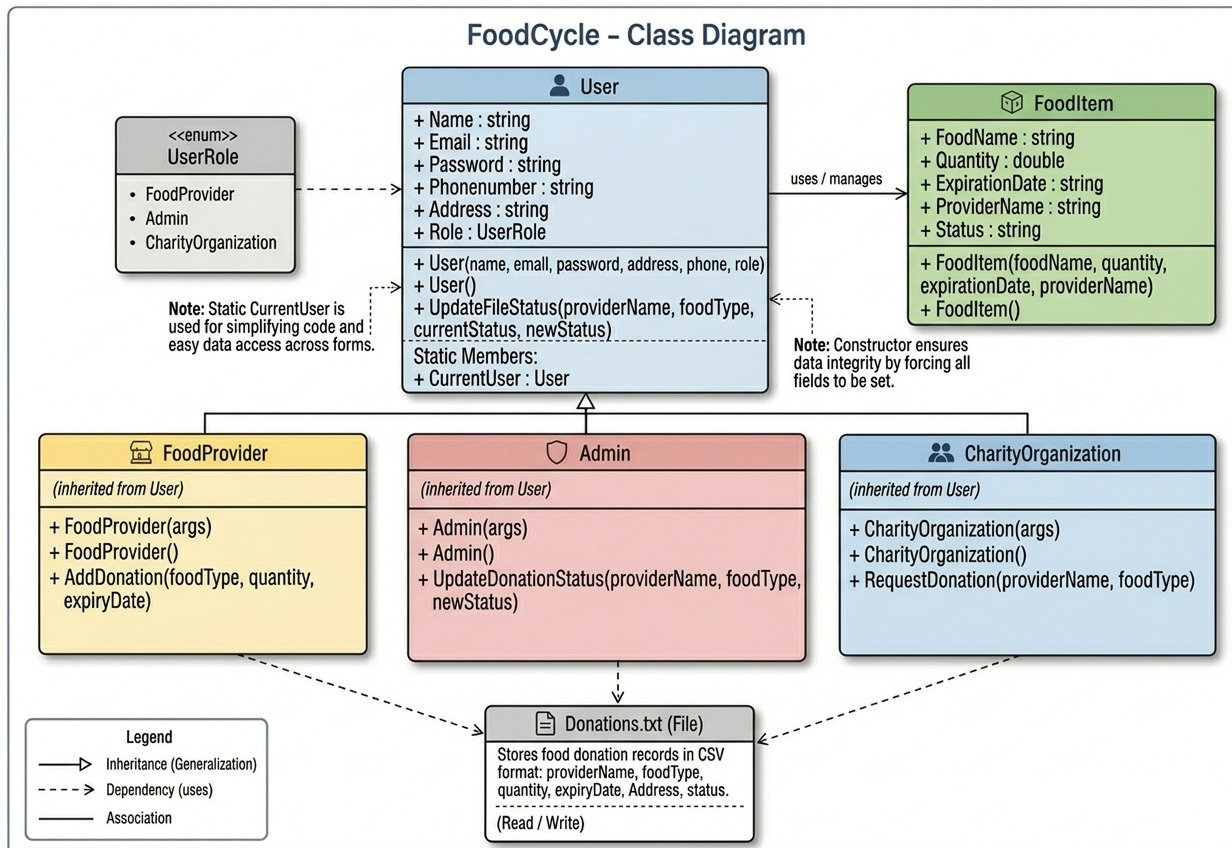 FoodCycle – Class Diagram
<<enum>>
UserRole
• FoodProvider
• Admin
• CharityOrganization
User
+ Name : string
+ Email : string
+ Password : string
+ Phonenumber : string
+ Address : string
+ Role : UserRole
+ User(name, email, password, address, phone, role)
+ User()
+ UpdateFileStatus(providerName, foodType,
currentStatus, newStatus)
Static Members:
+ CurrentUser : User
uses / manages
FoodItem
+ FoodName : string
+ Quantity : double
+ ExpirationDate : string
+ ProviderName : string
+ Status : string
+ FoodItem(foodName, quantity,
expirationDate, providerName)
+ FoodItem()
Note: Static CurrentUser is
used for simplifying code and
easy data access across forms.
Note: Constructor ensures
data integrity by forcing all
fields to be set.
FoodProvider
(inherited from User)
+ FoodProvider(args)
+ FoodProvider()
+ AddDonation(foodType, quantity,
expiryDate)
Admin
(inherited from User)
+ Admin(args)
+ Admin()
+ UpdateDonationStatus(providerName, foodType,
newStatus)
CharityOrganization
(inherited from User)
+ CharityOrganization(args)
+ CharityOrganization()
+ RequestDonation(providerName, foodType)
Legend
Inheritance (Generalization)
Dependency (uses)
Association
Donations.txt (File)
Stores food donation records in CSV
format: providerName, foodType,
quantity, expiryDate, Address, status.
(Read / Write)